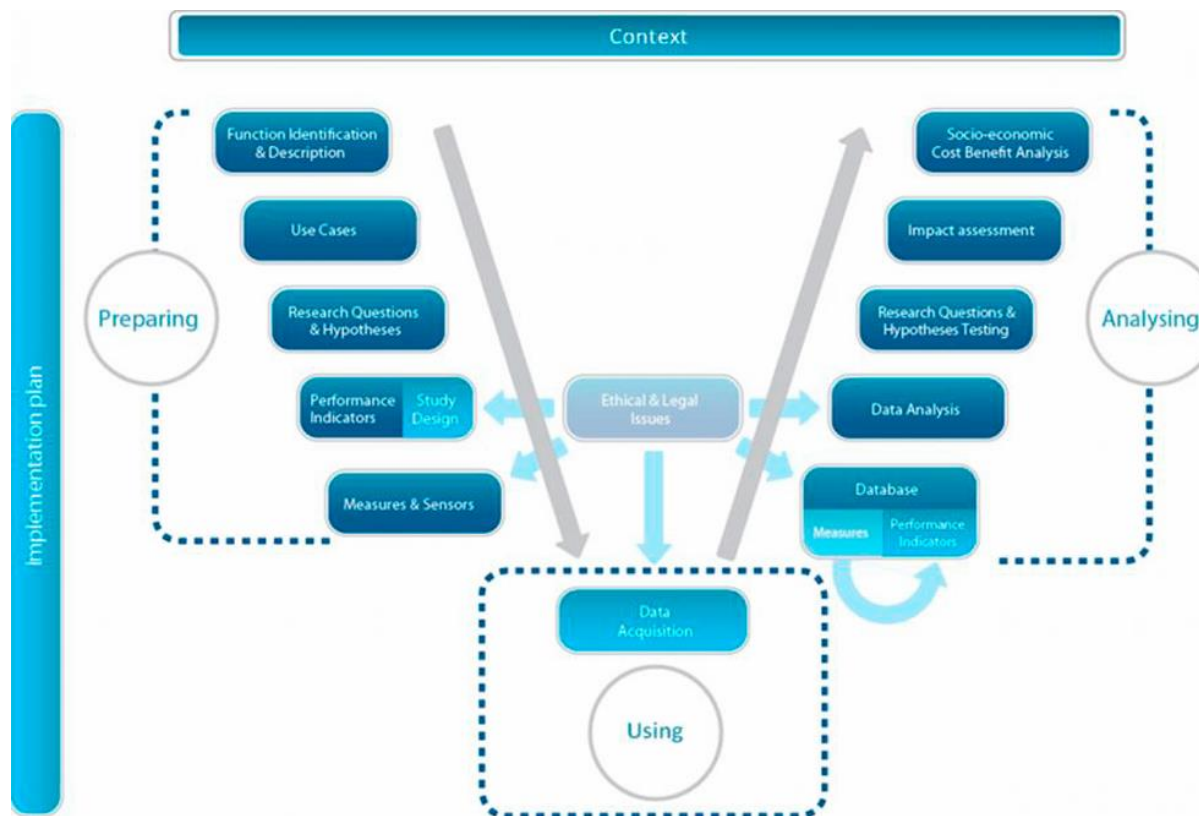 Context
Implementation plan
Preparing
Function Identification
& Description
Use Cases
Research Questions
& Hypotheses
Performance
Indicators
Study
Design
Measures & Sensors
Ethical & Legal
Issues
Data
Acquisition
Using
Socio-economic
Cost Benefit Analysis
Impact assessment
Research Questions &
Hypotheses Testing
Data Analysis
Database
Measures
Performance
Indicators
Analysing